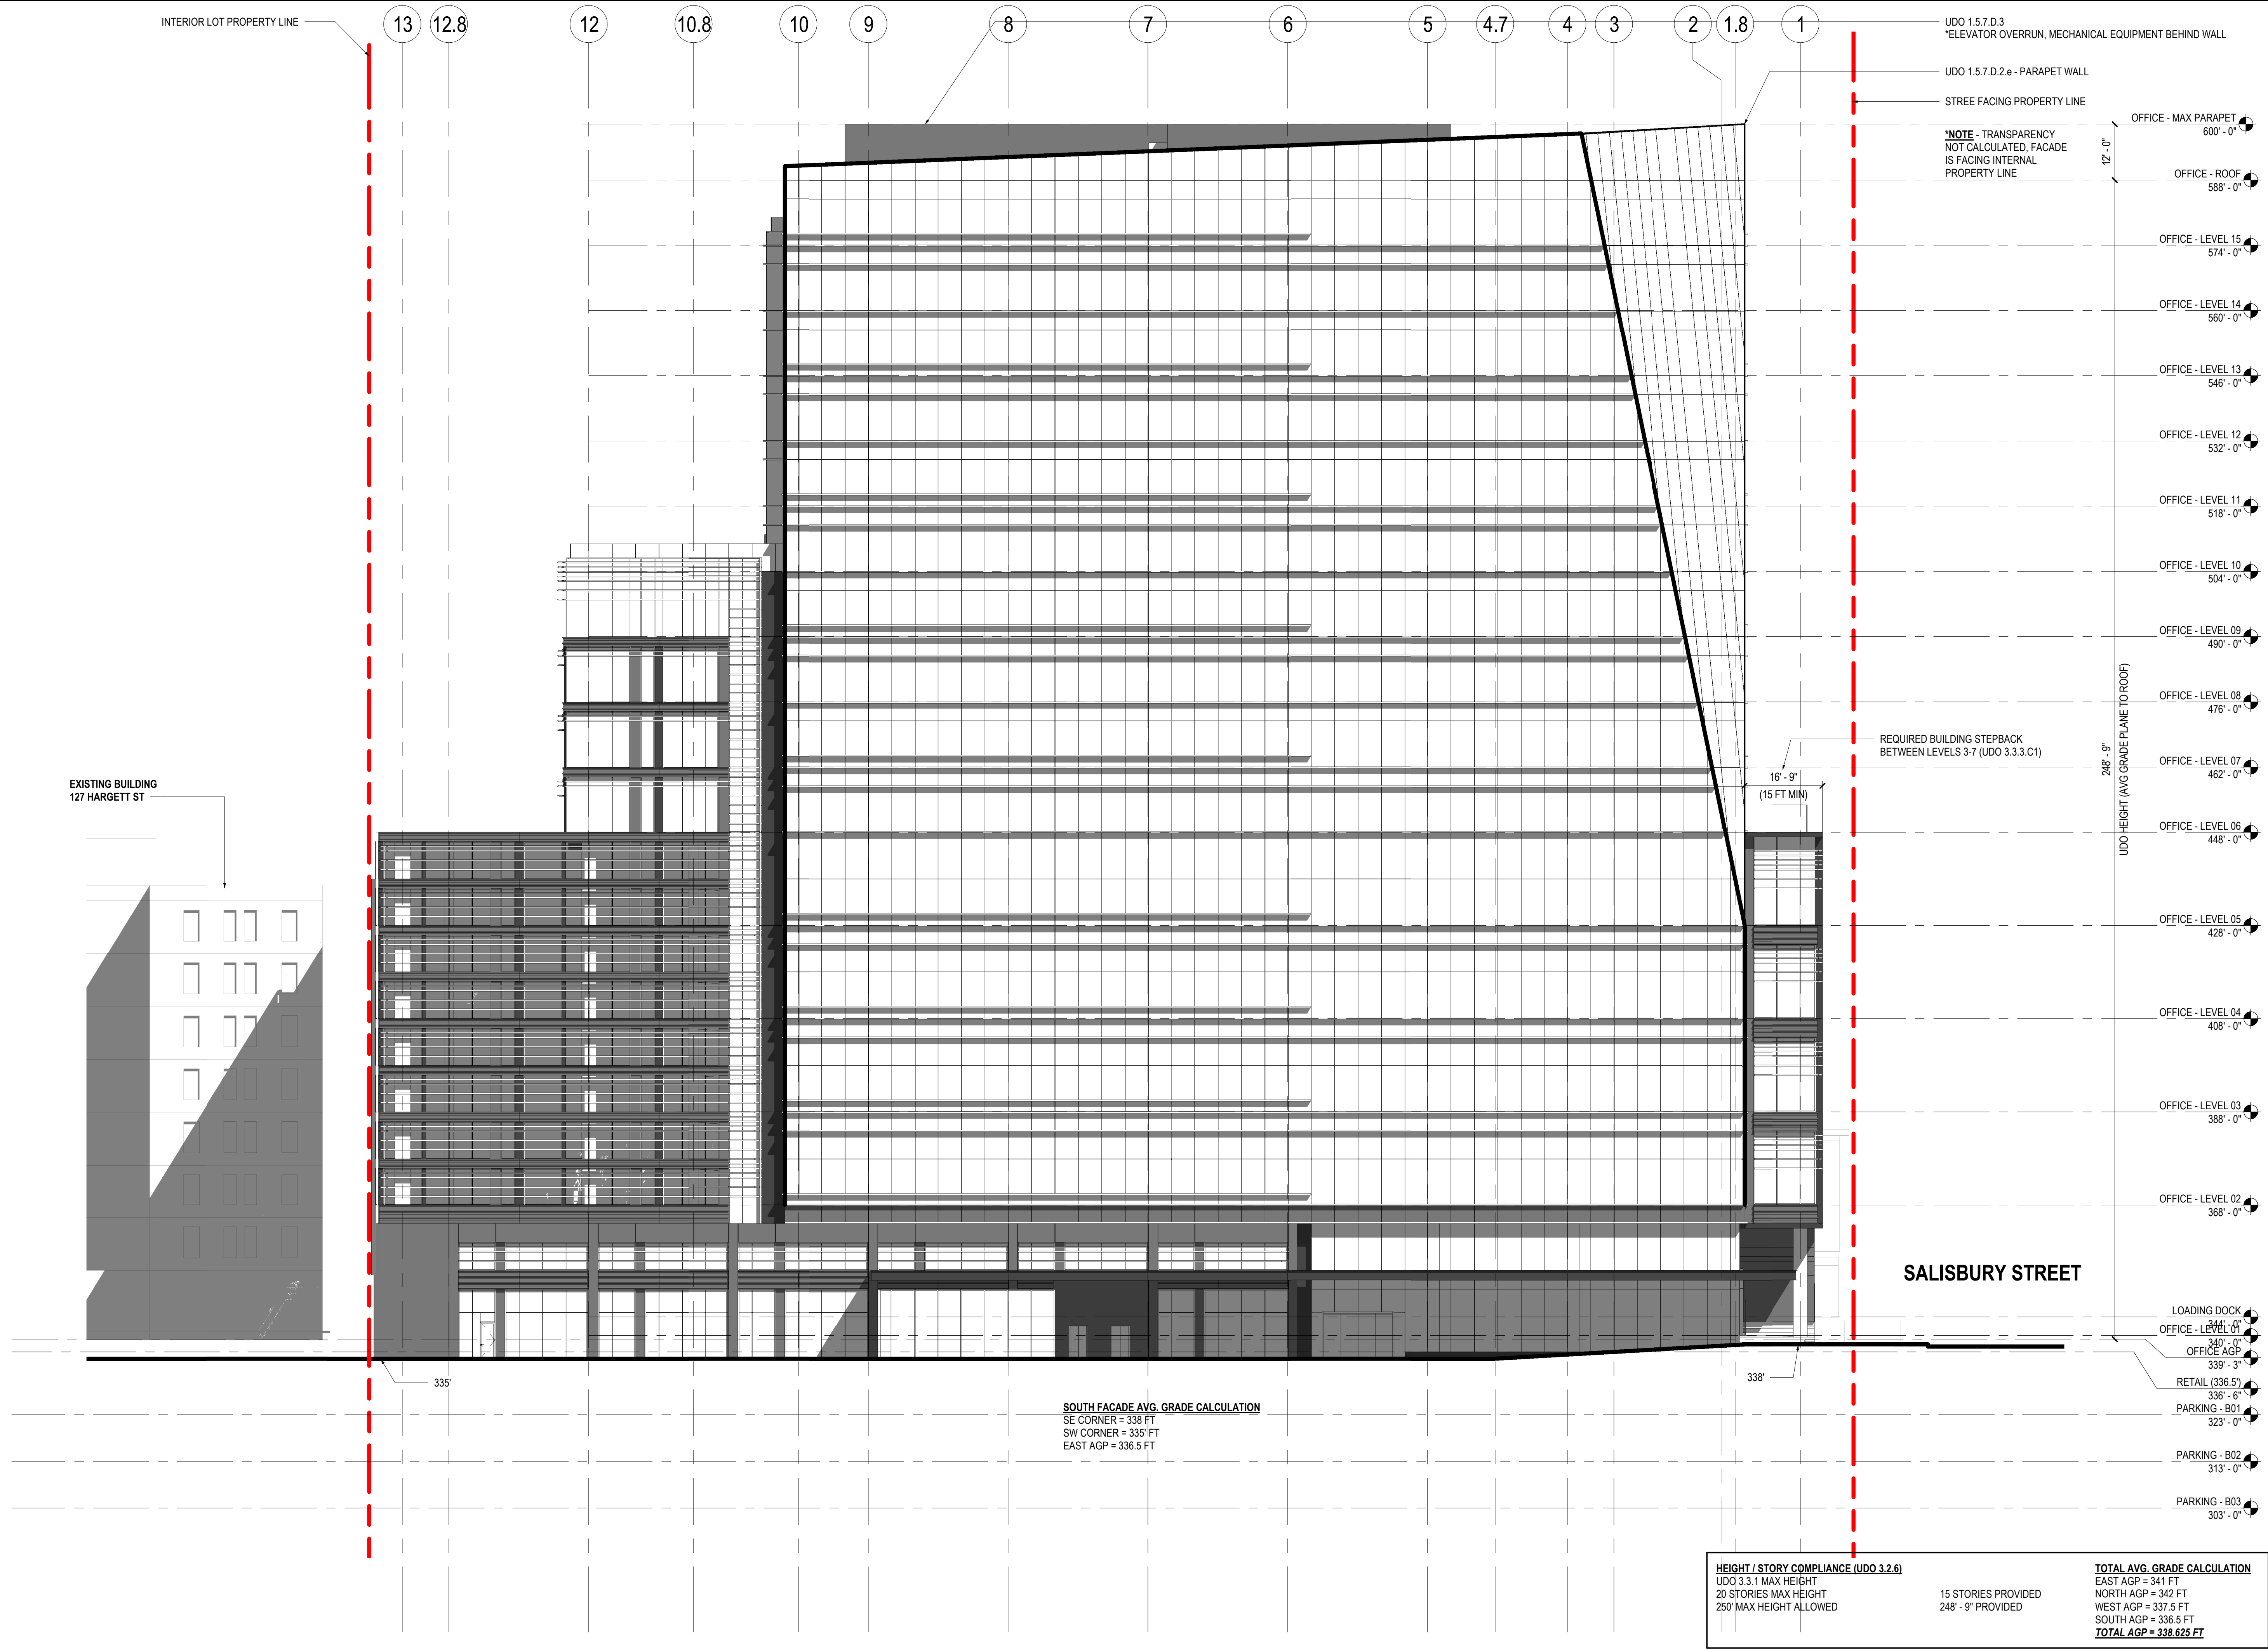 INTERIOR LOT PROPERTY LINE
13
12.8
12
10.8
10
9
8
7
6
5
4.7
4
3
2
1.8
1
UDO 1.5.7.D.3
*ELEVATOR OVERRUN, MECHANICAL EQUIPMENT BEHIND WALL
UDO 1.5.7.D.2.e - PARAPET WALL
STREE FACING PROPERTY LINE
*NOTE - TRANSPARENCY
NOT CALCULATED, FACADE
IS FACING INTERNAL
PROPERTY LINE
12' - 0"
OFFICE - MAX PARAPET
600' - 0"
OFFICE - ROOF
588' - 0"
OFFICE - LEVEL 15
574' - 0"
OFFICE - LEVEL 14
560' - 0"
OFFICE - LEVEL 13
546' - 0"
OFFICE - LEVEL 12
532' - 0"
OFFICE - LEVEL 11
518' - 0"
OFFICE - LEVEL 10
504' - 0"
OFFICE - LEVEL 09
490' - 0"
OFFICE - LEVEL 08
476' - 0"
REQUIRED BUILDING STEPBACK
BETWEEN LEVELS 3-7 (UDO 3.3.3.C1)
16' - 9"
(15 FT MIN)
248' - 9"
UDO HEIGHT (AVG GRADE PLANE TO ROOF)
OFFICE - LEVEL 07
462' - 0"
OFFICE - LEVEL 06
448' - 0"
OFFICE - LEVEL 05
428' - 0"
OFFICE - LEVEL 04
408' - 0"
OFFICE - LEVEL 03
388' - 0"
OFFICE - LEVEL 02
368' - 0"
EXISTING BUILDING
127 HARGETT ST
SALISBURY STREET
LOADING DOCK
344' - 0"
OFFICE - LEVEL 01
340' - 0"
OFFICE AGP
339' - 3"
RETAIL (336.5')
336' - 6"
PARKING - B01
323' - 0"
PARKING - B02
313' - 0"
PARKING - B03
303' - 0"
335'
338'
SOUTH FACADE AVG. GRADE CALCULATION
SE CORNER = 338 FT
SW CORNER = 335' FT
EAST AGP = 336.5 FT
HEIGHT / STORY COMPLIANCE (UDO 3.2.6)
UDO 3.3.1 MAX HEIGHT
20 STORIES MAX HEIGHT
250' MAX HEIGHT ALLOWED
15 STORIES PROVIDED
248' - 9" PROVIDED
TOTAL AVG. GRADE CALCULATION
EAST AGP = 341 FT
NORTH AGP = 342 FT
WEST AGP = 337.5 FT
SOUTH AGP = 336.5 FT
TOTAL AGP = 338.625 FT